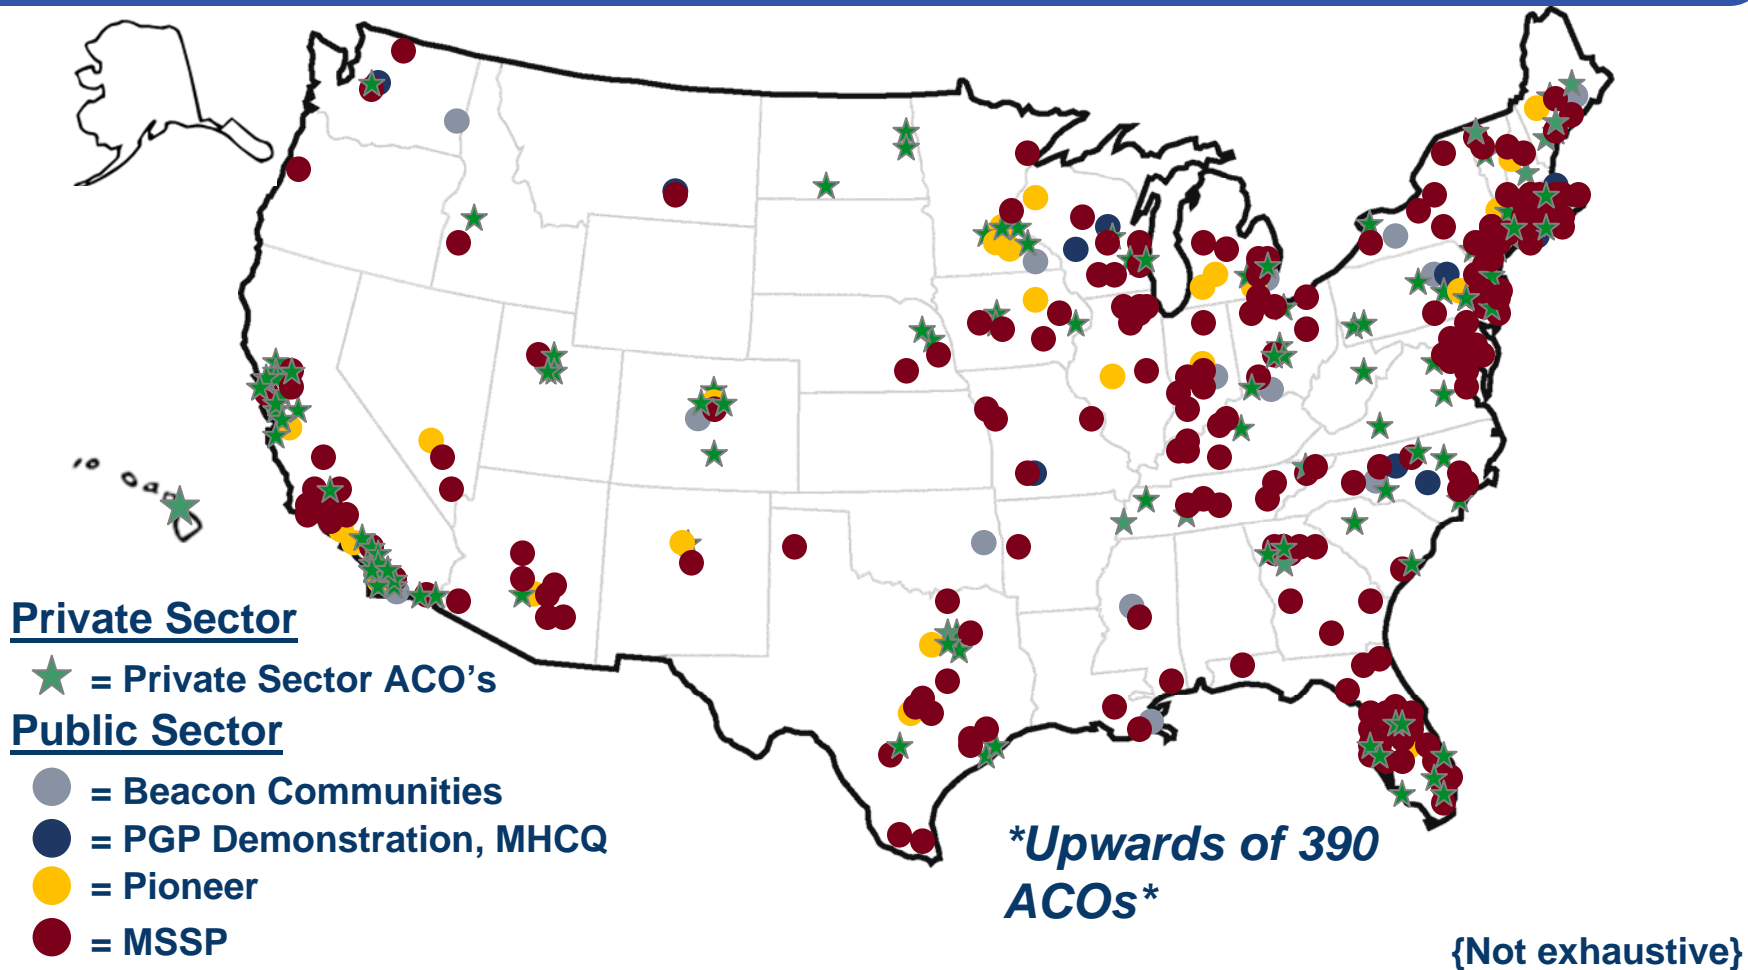 Private Sector
= Private Sector ACO’s
Public Sector
= Beacon Communities
= PGP Demonstration, MHCQ
= Pioneer
= MSSP
*Upwards of 390
ACOs*
{Not exhaustive}